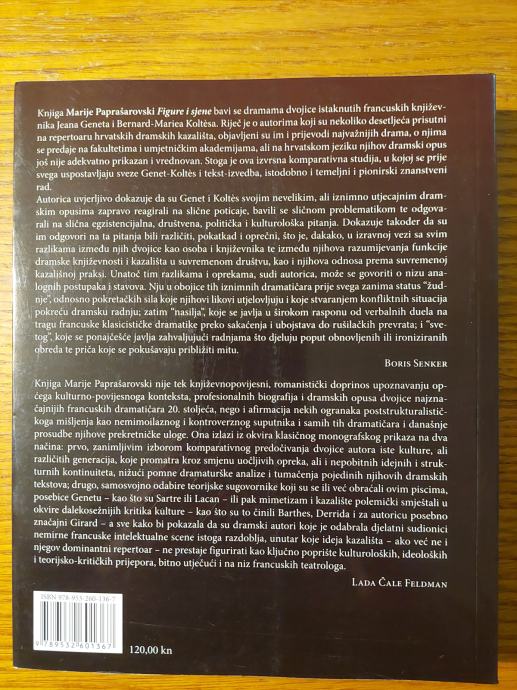 Knjiga Marije Paprašarovski Figure i sjene bavi se dramama dvojice istaknutih francuskih književ-
nika Jeana Geneta i Bernard-Mariea Koltèsa. Riječ je o autorima koji su nekoliko desetljeća prisutni
na repertoaru hrvatskih dramskih kazališta, objavljeni su im i prijevodi najvažnijih drama, o njima
se predaje na fakultetima i umjetničkim akademijama, ali na hrvatskom jeziku njihov dramski opus
još nije adekvatno prikazan i vrednovan. Stoga je ova izvrsna komparativna studija, u kojoj se prije
svega uspostavljaju sveze Genet-Koltès i tekst-izvedba, istodobno i temeljni i pionirski znanstveni
rad.
Autorica uvjerljivo dokazuje da su Genet i Koltès svojim nevelikim, ali iznimno utjecajnim dram-
skim opusima zapravo reagirali na slične poticaje, bavili se sličnom problematikom te odgova-
rali na slična egzistencijalna, društvena, politička i kulturološka pitanja. Dokazuje također da su
im odgovori na ta pitanja bili različiti, pokatkad i oprečni, što je, dakako, u izravnoj vezi sa svim
razlikama između njih dvojice kao osoba i književnika te između njihova razumijevanja funkcije
dramske književnosti i kazališta u suvremenom društvu, kao i njihova odnosa prema suvremenoj
kazališnoj praksi. Unatoč tim razlikama i oprekama, sudi autorica, može se govoriti o nizu ana-
lognih postupaka i stavova. Nju u obojice tih iznimnih dramatičara prije svega zanima status "žud-
nje", odnosno pokretačkih sila koje njihovi likovi utjelovljuju i koje stvaranjem konfliktnih situacija
pokreću dramsku radnju; zatim "nasilja", koje se javlja u širokom rasponu od verbalnih duela na
tragu francuske klasicističke dramatike preko sakaćenja i ubojstava do rušilačkih prevrata; i "sve-
tog", koje se ponajčešće javlja zahvaljujući radnjama što djeluju poput obnovljenih ili ironiziranih
obreda te priča koje se pokušavaju približiti mitu.
BORIS SENKER
Knjiga Marije Paprašarovski nije tek književnopovijesni, romanistički doprinos upoznavanju op-
ćega kulturno-povijesnoga konteksta, profesionalnih biografija i dramskih opusa dvojice najzna-
čajnijih francuskih dramatičara 20. stoljeća, nego i afirmacija nekih ogranaka poststrukturalistič-
koga mišljenja kao nemimoilaznog i kontroverznog suputnika i samih tih dramatičara i današnje
prosudbe njihove prekretničke uloge. Ona izlazi iz okvira klasičnog monografskog prikaza na dva
načina: prvo, zanimljivim izborom komparativnog predočivanja dvojice autora iste kulture, ali
različitih generacija, koje promatra kroz smjenu uočljivih opreka, ali i nepobitnih idejnih i struk-
turnih kontinuiteta, nižući pomne dramaturške analize i tumačenja pojedinih njihovih dramskih
tekstova; drugo, samosvojno odabire teorijske sugovornike koji su se ili već obraćali ovim piscima,
posebice Genetu – kao što su Sartre ili Lacan – ili pak mimetizam i kazalište polemički smještali u
okvire dalekosežnijih kritika kulture – kao što su to činili Barthes, Derrida i za autoricu posebno
značajni Girard – a sve kako bi pokazala da su dramski autori koje je odabrala djelatni sudionici
nemirne francuske intelektualne scene istoga razdoblja, unutar koje ideja kazališta – ako već ne i
njegov dominantni repertoar – ne prestaje figurirati kao ključno poprište kulturoloških, ideoloških
i teorijsko-kritičkih prijepora, bitno utječući i na niz francuskih teatrologa.
LADA ČALE FELDMAN
ISBN 978-953-260-136-7
9 789532 601367
120,00 kn